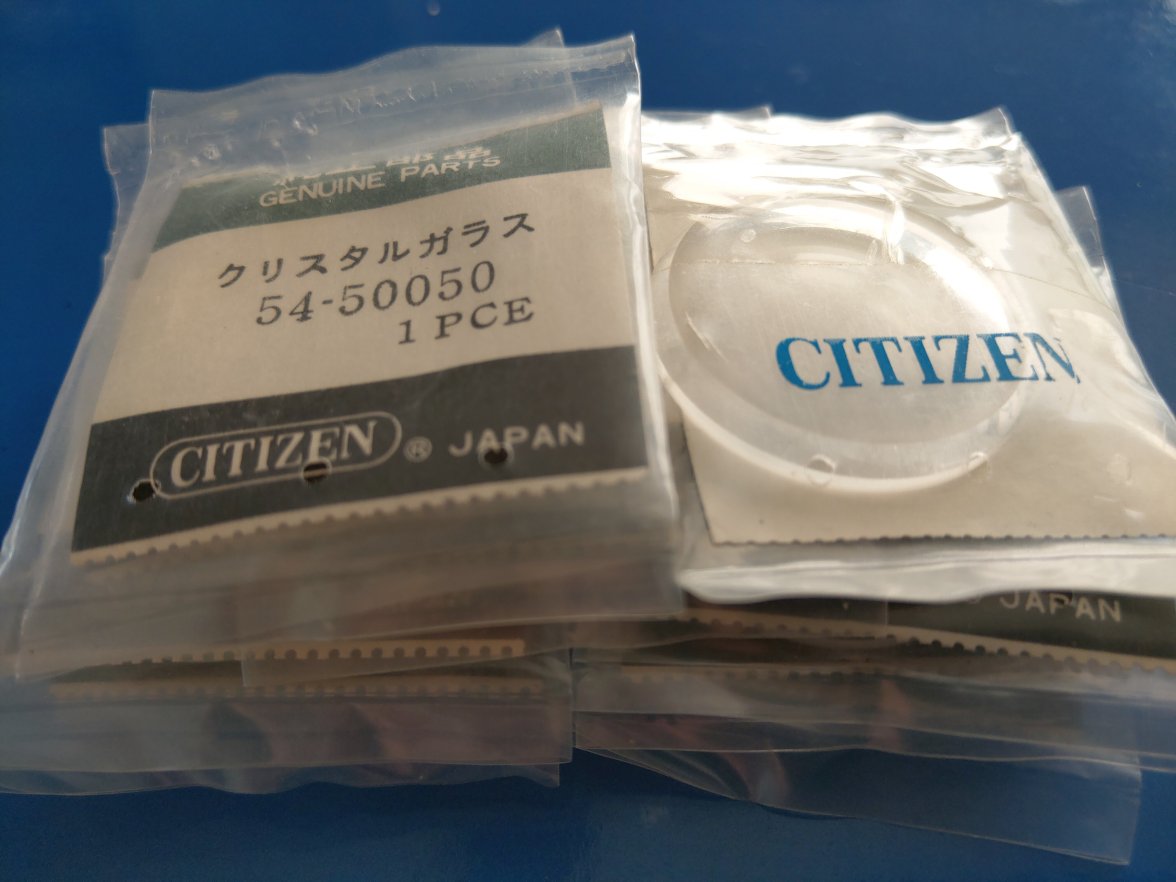 GENUINE PARTS
クリスタルガラス
54-50050
1 PCE
CITIZEN ® JAPAN
CITIZEN
JAPAN